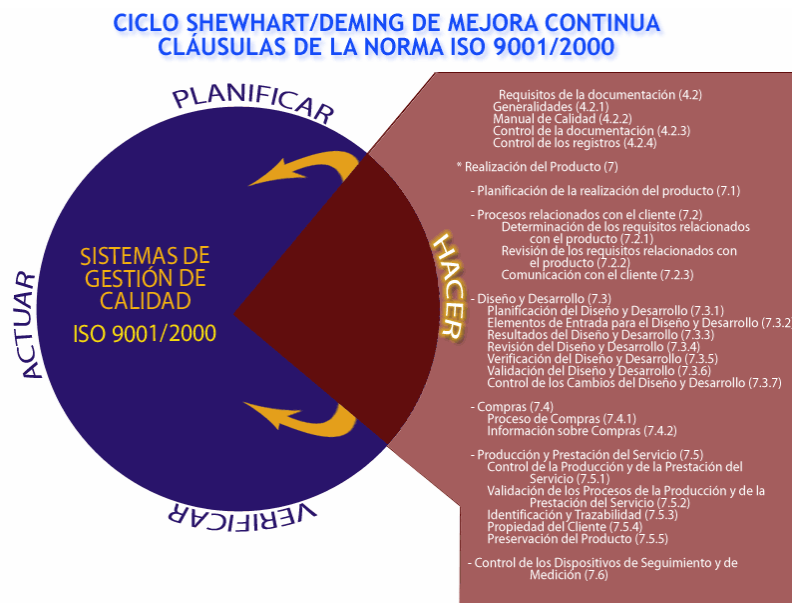 CICLO SHEWHART/DEMING DE MEJORA CONTINUA
CLÁUSULAS DE LA NORMA ISO 9001/2000
PLANIFICAR
HACER
VERIFICAR
ACTUAR
SISTEMAS DE
GESTIÓN DE
CALIDAD
ISO 9001/2000
Requisitos de la documentación (4.2)
Generalidades (4.2.1)
Manual de Calidad (4.2.2)
Control de la documentación (4.2.3)
Control de los registros (4.2.4)
* Realización del Producto (7)
- Planificación de la realización del producto (7.1)
- Procesos relacionados con el cliente (7.2)
Determinación de los requisitos relacionados
con el producto (7.2.1)
Revisión de los requisitos relacionados con
el producto (7.2.2)
Comunicación con el cliente (7.2.3)
- Diseño y Desarrollo (7.3)
Planificación del Diseño y Desarrollo (7.3.1)
Elementos de Entrada para el Diseño y Desarrollo (7.3.2)
Resultados del Diseño y Desarrollo (7.3.3)
Revisión del Diseño y Desarrollo (7.3.4)
Verificación del Diseño y Desarrollo (7.3.5)
Validación del Diseño y Desarrollo (7.3.6)
Control de los Cambios del Diseño y Desarrollo (7.3.7)
- Compras (7.4)
Proceso de Compras (7.4.1)
Información sobre Compras (7.4.2)
- Producción y Prestación del Servicio (7.5)
Control de la Producción y de la Prestación del
Servicio (7.5.1)
Validación de los Procesos de la Producción y de la
Prestación del Servicio (7.5.2)
Identificación y Trazabilidad (7.5.3)
Propiedad del Cliente (7.5.4)
Preservación del Producto (7.5.5)
- Control de los Dispositivos de Seguimiento y de
Medición (7.6)